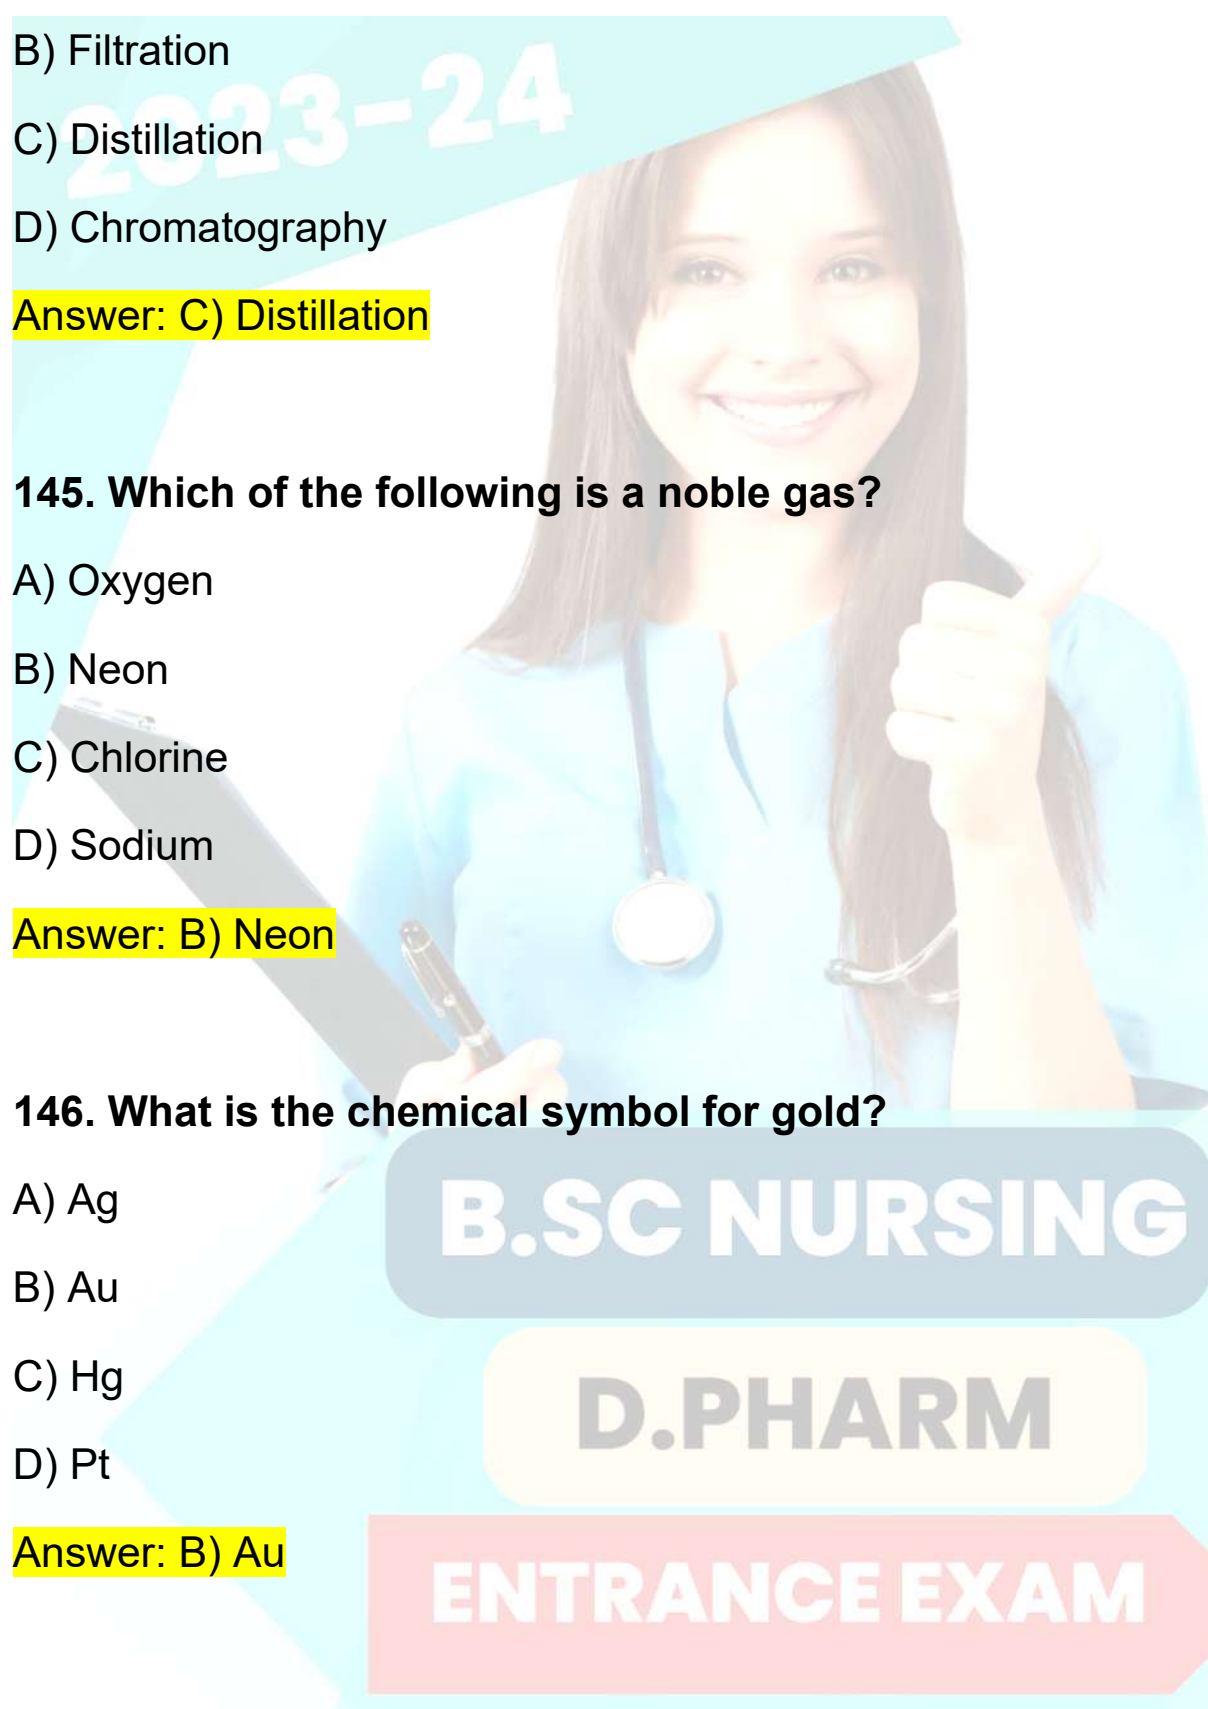 B) Filtration
2023-24
C) Distillation
D) Chromatography
Answer: C) Distillation
145. Which of the following is a noble gas?
A) Oxygen
B) Neon
C) Chlorine
D) Sodium
Answer: B) Neon
146. What is the chemical symbol for gold?
A) Ag
B.SC NURSING
B) Au
C) Hg
D.PHARM
D) Pt
Answer: B) Au
ENTRANCE EXAM